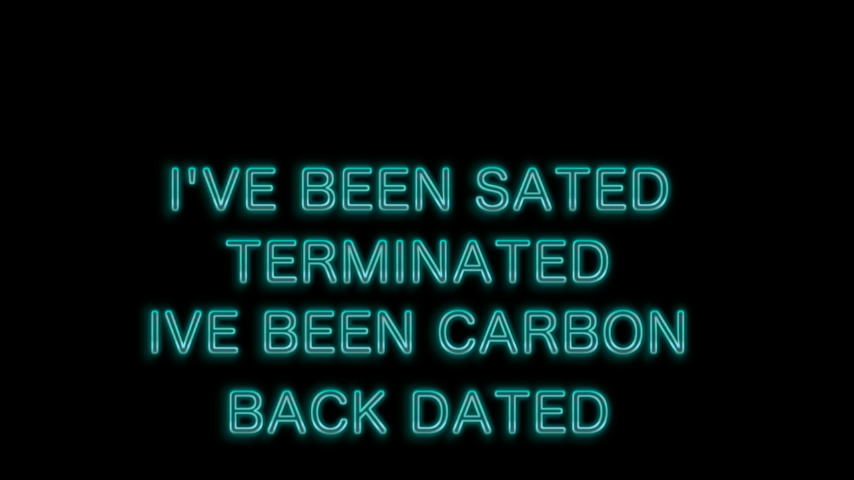 I'VE BEEN SATED
TERMINATED
IVE BEEN CARBON
BACK DATED